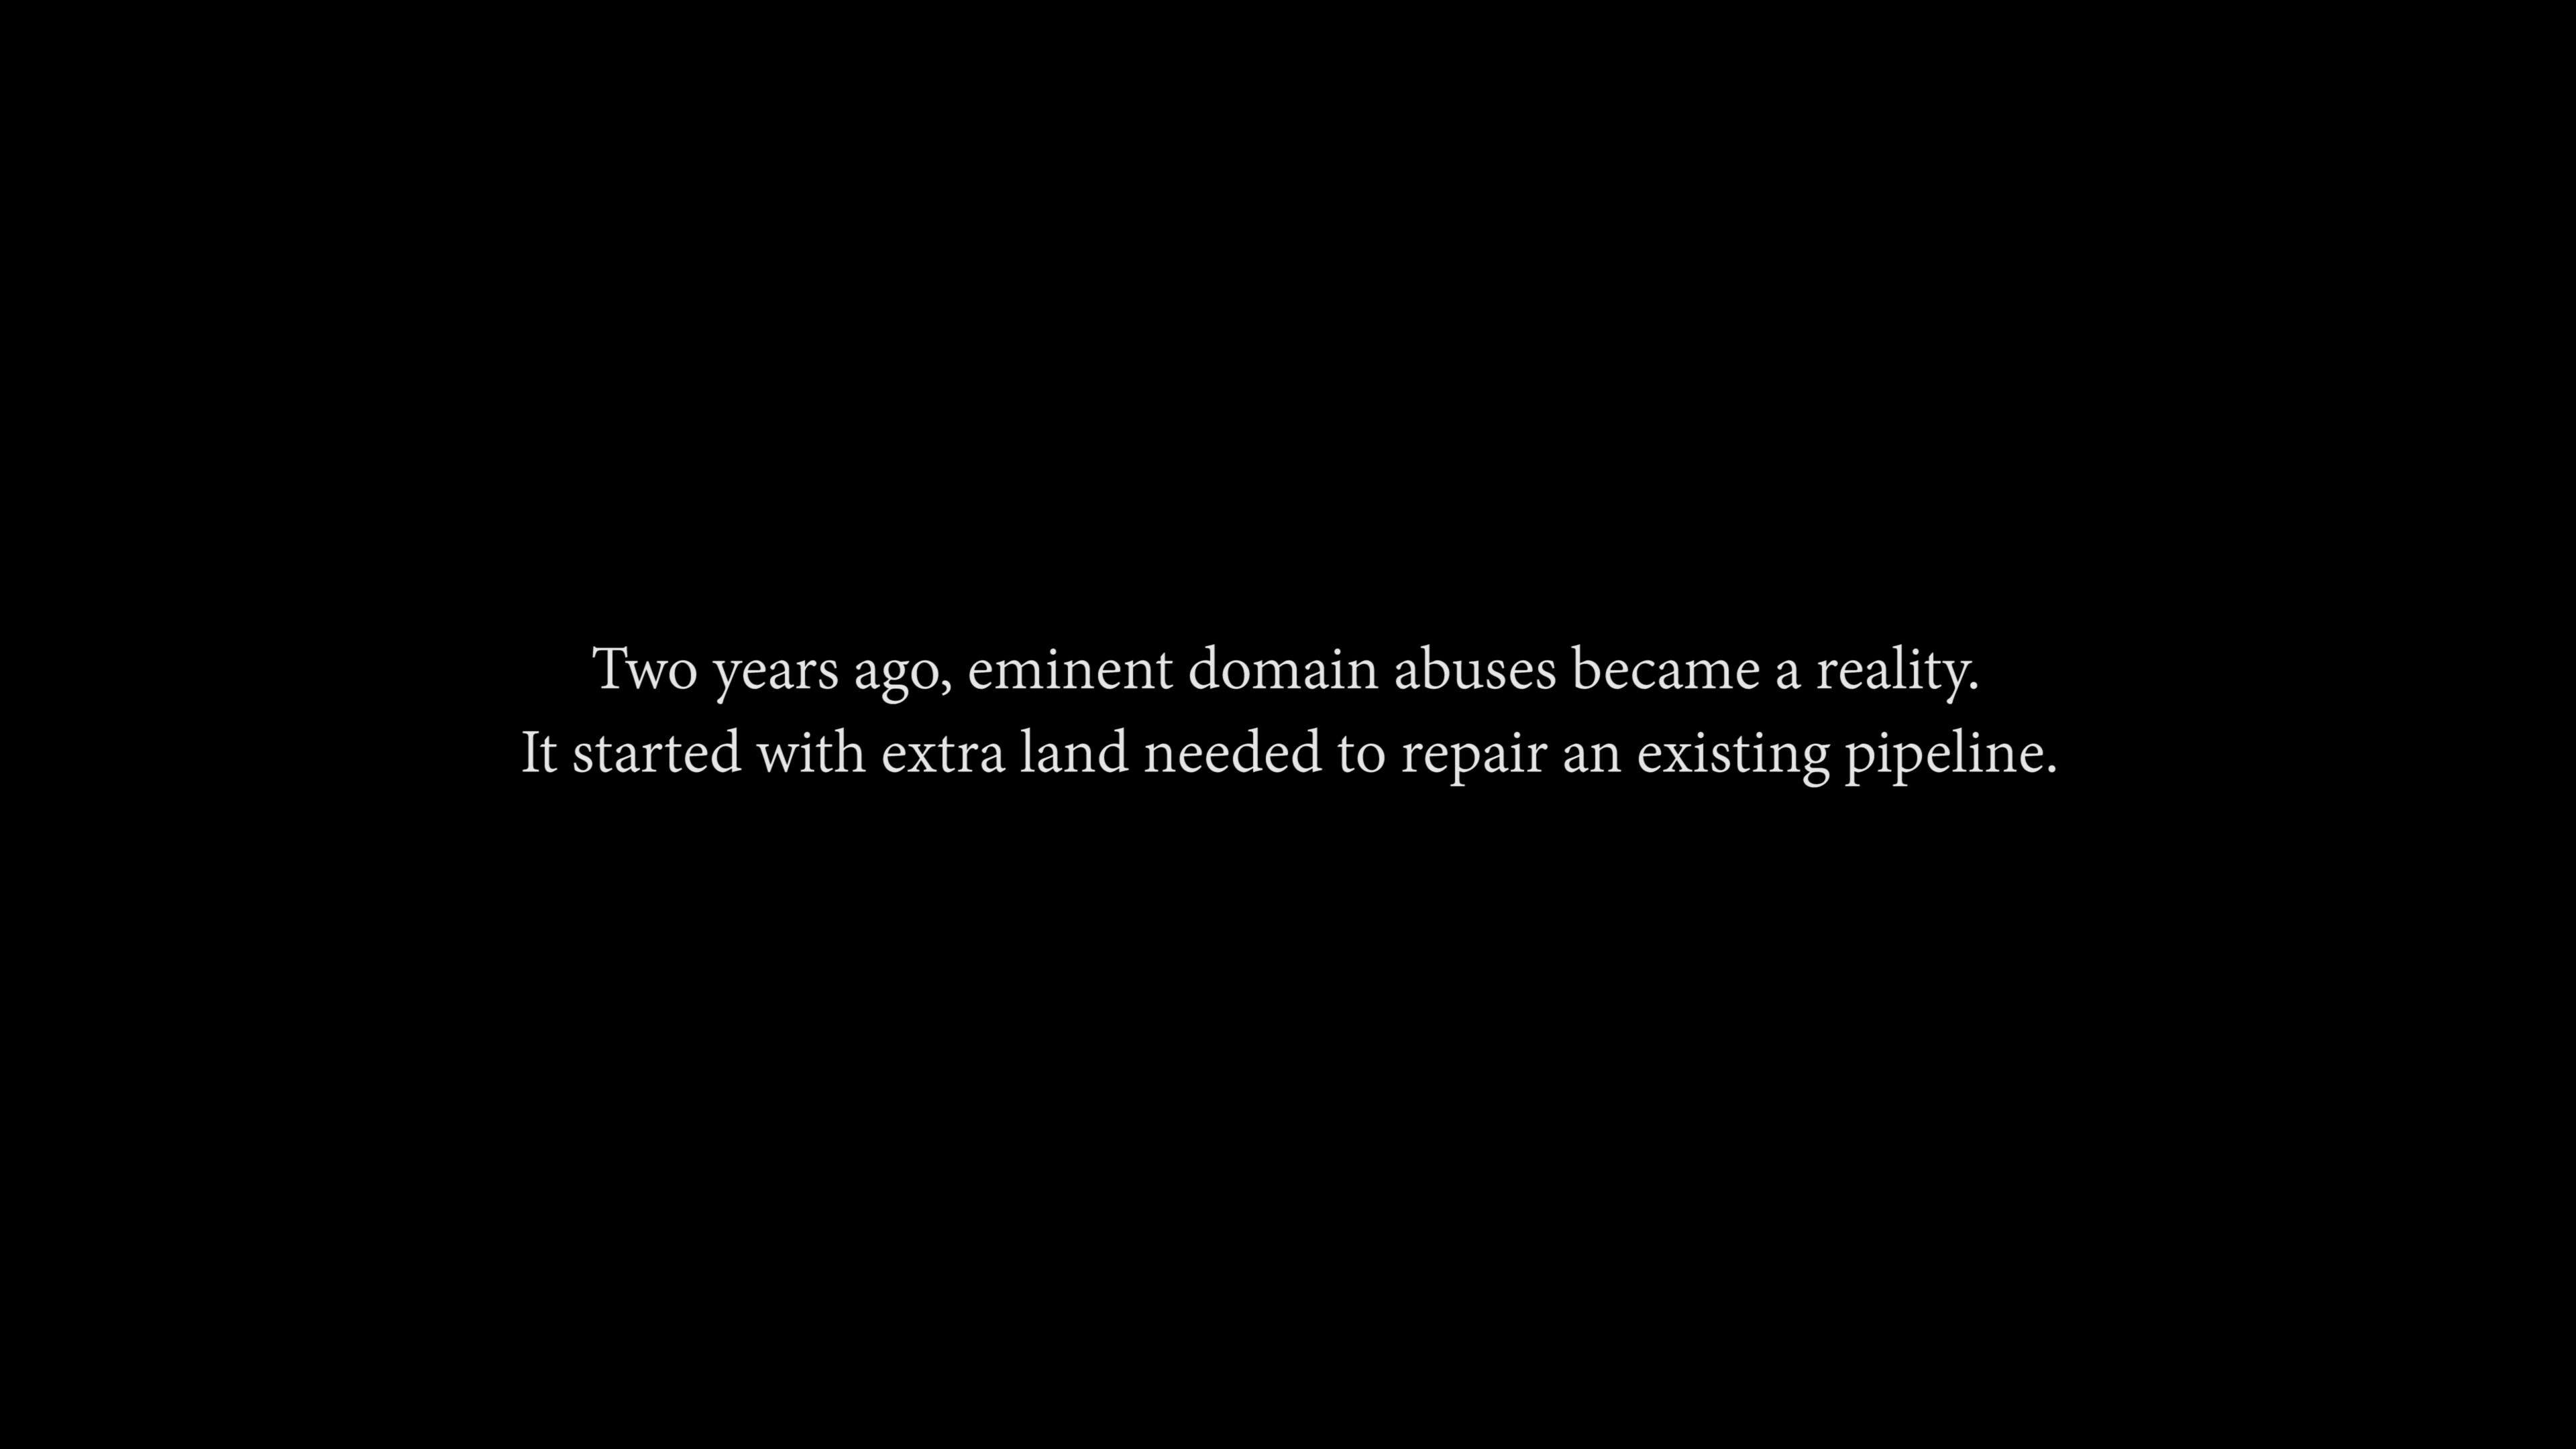 Two years ago, eminent domain abuses became a reality.
It started with extra land needed to repair an existing pipeline.